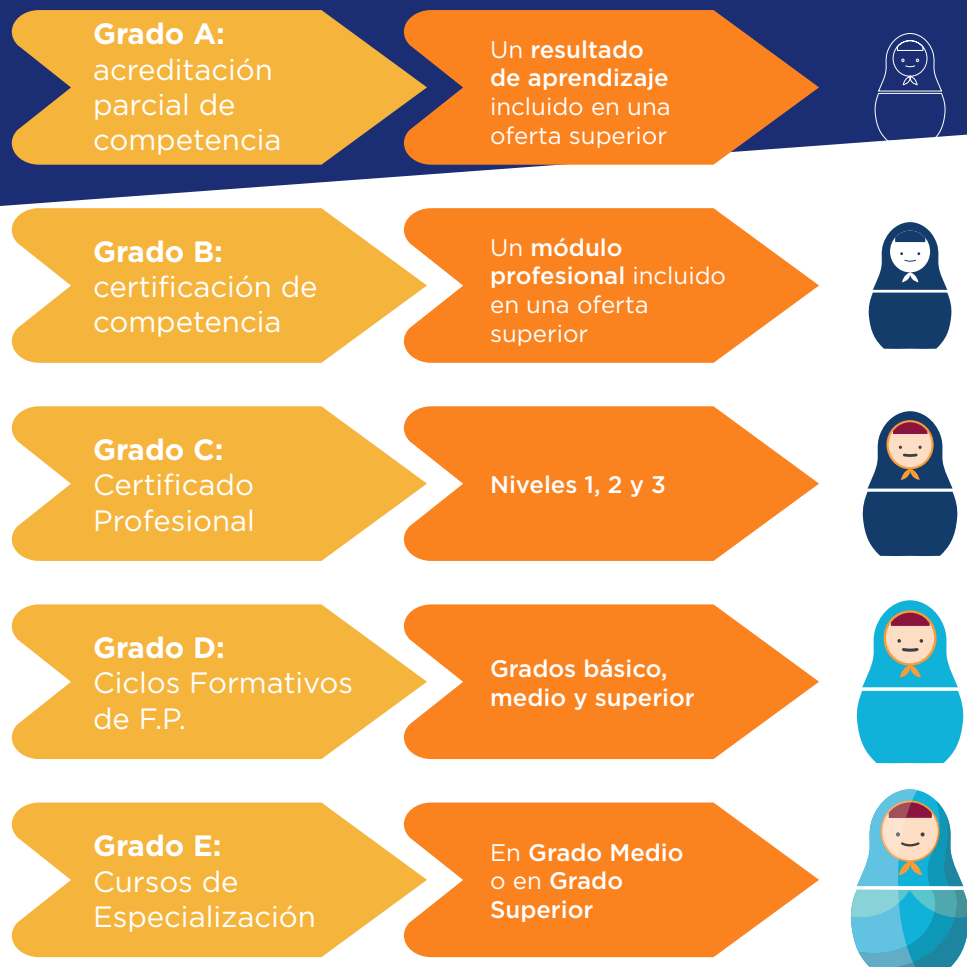 Grado A:
acreditación
parcial de
competencia
Un resultado
de aprendizaje
incluido en una
oferta superior
Grado B:
certificación de
competencia
Un módulo
profesional incluido
en una oferta
superior
Grado C:
Certificado
Profesional
Niveles 1, 2 y 3
Grado D:
Ciclos Formativos
de F.P.
Grados básico,
medio y superior
Grado E:
Cursos de
Especialización
En Grado Medio
o en Grado
Superior